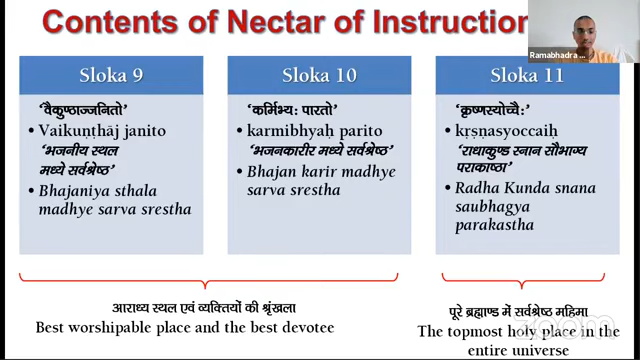 Contents of Nectar of Instruction
Ramabhadra
Sloka 9
'वैकुण्ठाज्जनितो'
• Vaikuṇṭhāj janito
'भजनीय स्थल
मध्ये सर्वश्रेष्ठ'
• Bhajaniya sthala
madhye sarva srestha
Sloka 10
'कर्मिभ्य: पारतो'
• karmibhyaḥ parito
'भजनकारीर मध्ये सर्वश्रेष्ठ'
• Bhajan karir madhye
sarva srestha
Sloka 11
'कृष्णस्योच्चै:'
• kṛṣṇasyoccaiḥ
'राधाकुण्ड स्नान सौभाग्य
पराकाष्ठा'
• Radha Kunda snana
saubhagya
parakastha
आराध्य स्थल एवं व्यक्तियों की श्रृंखला
Best worshipable place and the best devotee
पूरे ब्रह्माण्ड में सर्वश्रेष्ठ महिमा
The topmost holy place in the
entire universe
zoom